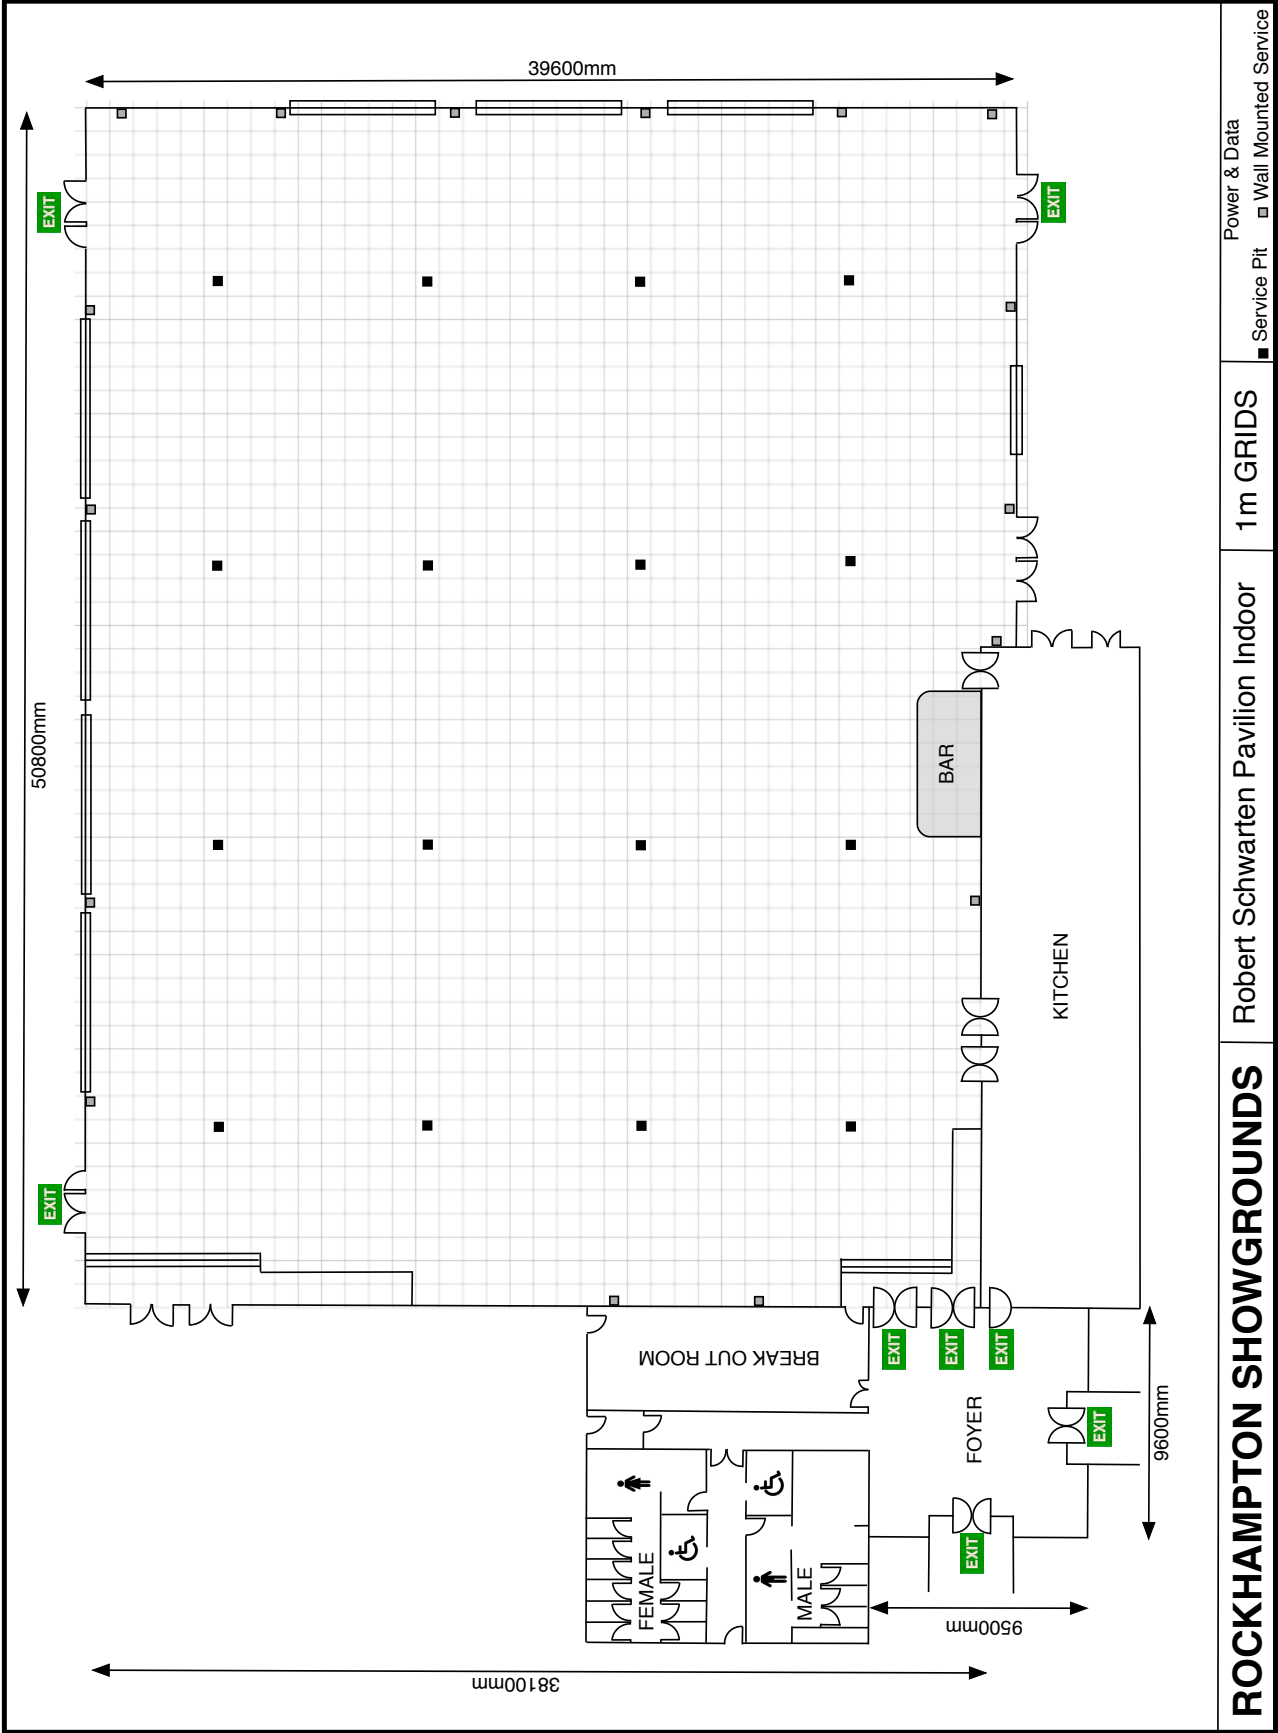 39600mm
50800mm
EXIT
EXIT
BAR
KITCHEN
EXIT
BREAK OUT ROOM
EXIT
EXIT
EXIT
FOYER
EXIT
9600mm
EXIT
FEMALE
MALE
9500mm
38100mm
ROCKHAMPTON SHOWGROUNDS
Robert Schwarten Pavilion Indoor
1m GRIDS
Power & Data
Service Pit
Wall Mounted Service